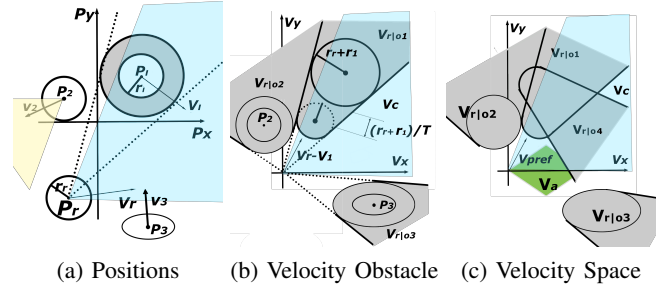 Py
P₁
r₁
V₁
P₂
v₂
Px
rᵣ
Pᵣ
Vᵣ
v₃
P₃
Vy
rᵣ+r₁
Vᵣ|ₒ₁
Vᵣ|ₒ₂
P₂
Vc
(rᵣ+r₁)/T
Vᵣ-V₁
Vx
P₃
Vᵣ|ₒ₃
Vy
Vᵣ|ₒ₁
Vc
Vᵣ|ₒ₂
Vᵣ|ₒ₄
Vpref
Vx
Vₐ
Vᵣ|ₒ₃
(a) Positions
(b) Velocity Obstacle
(c) Velocity Space